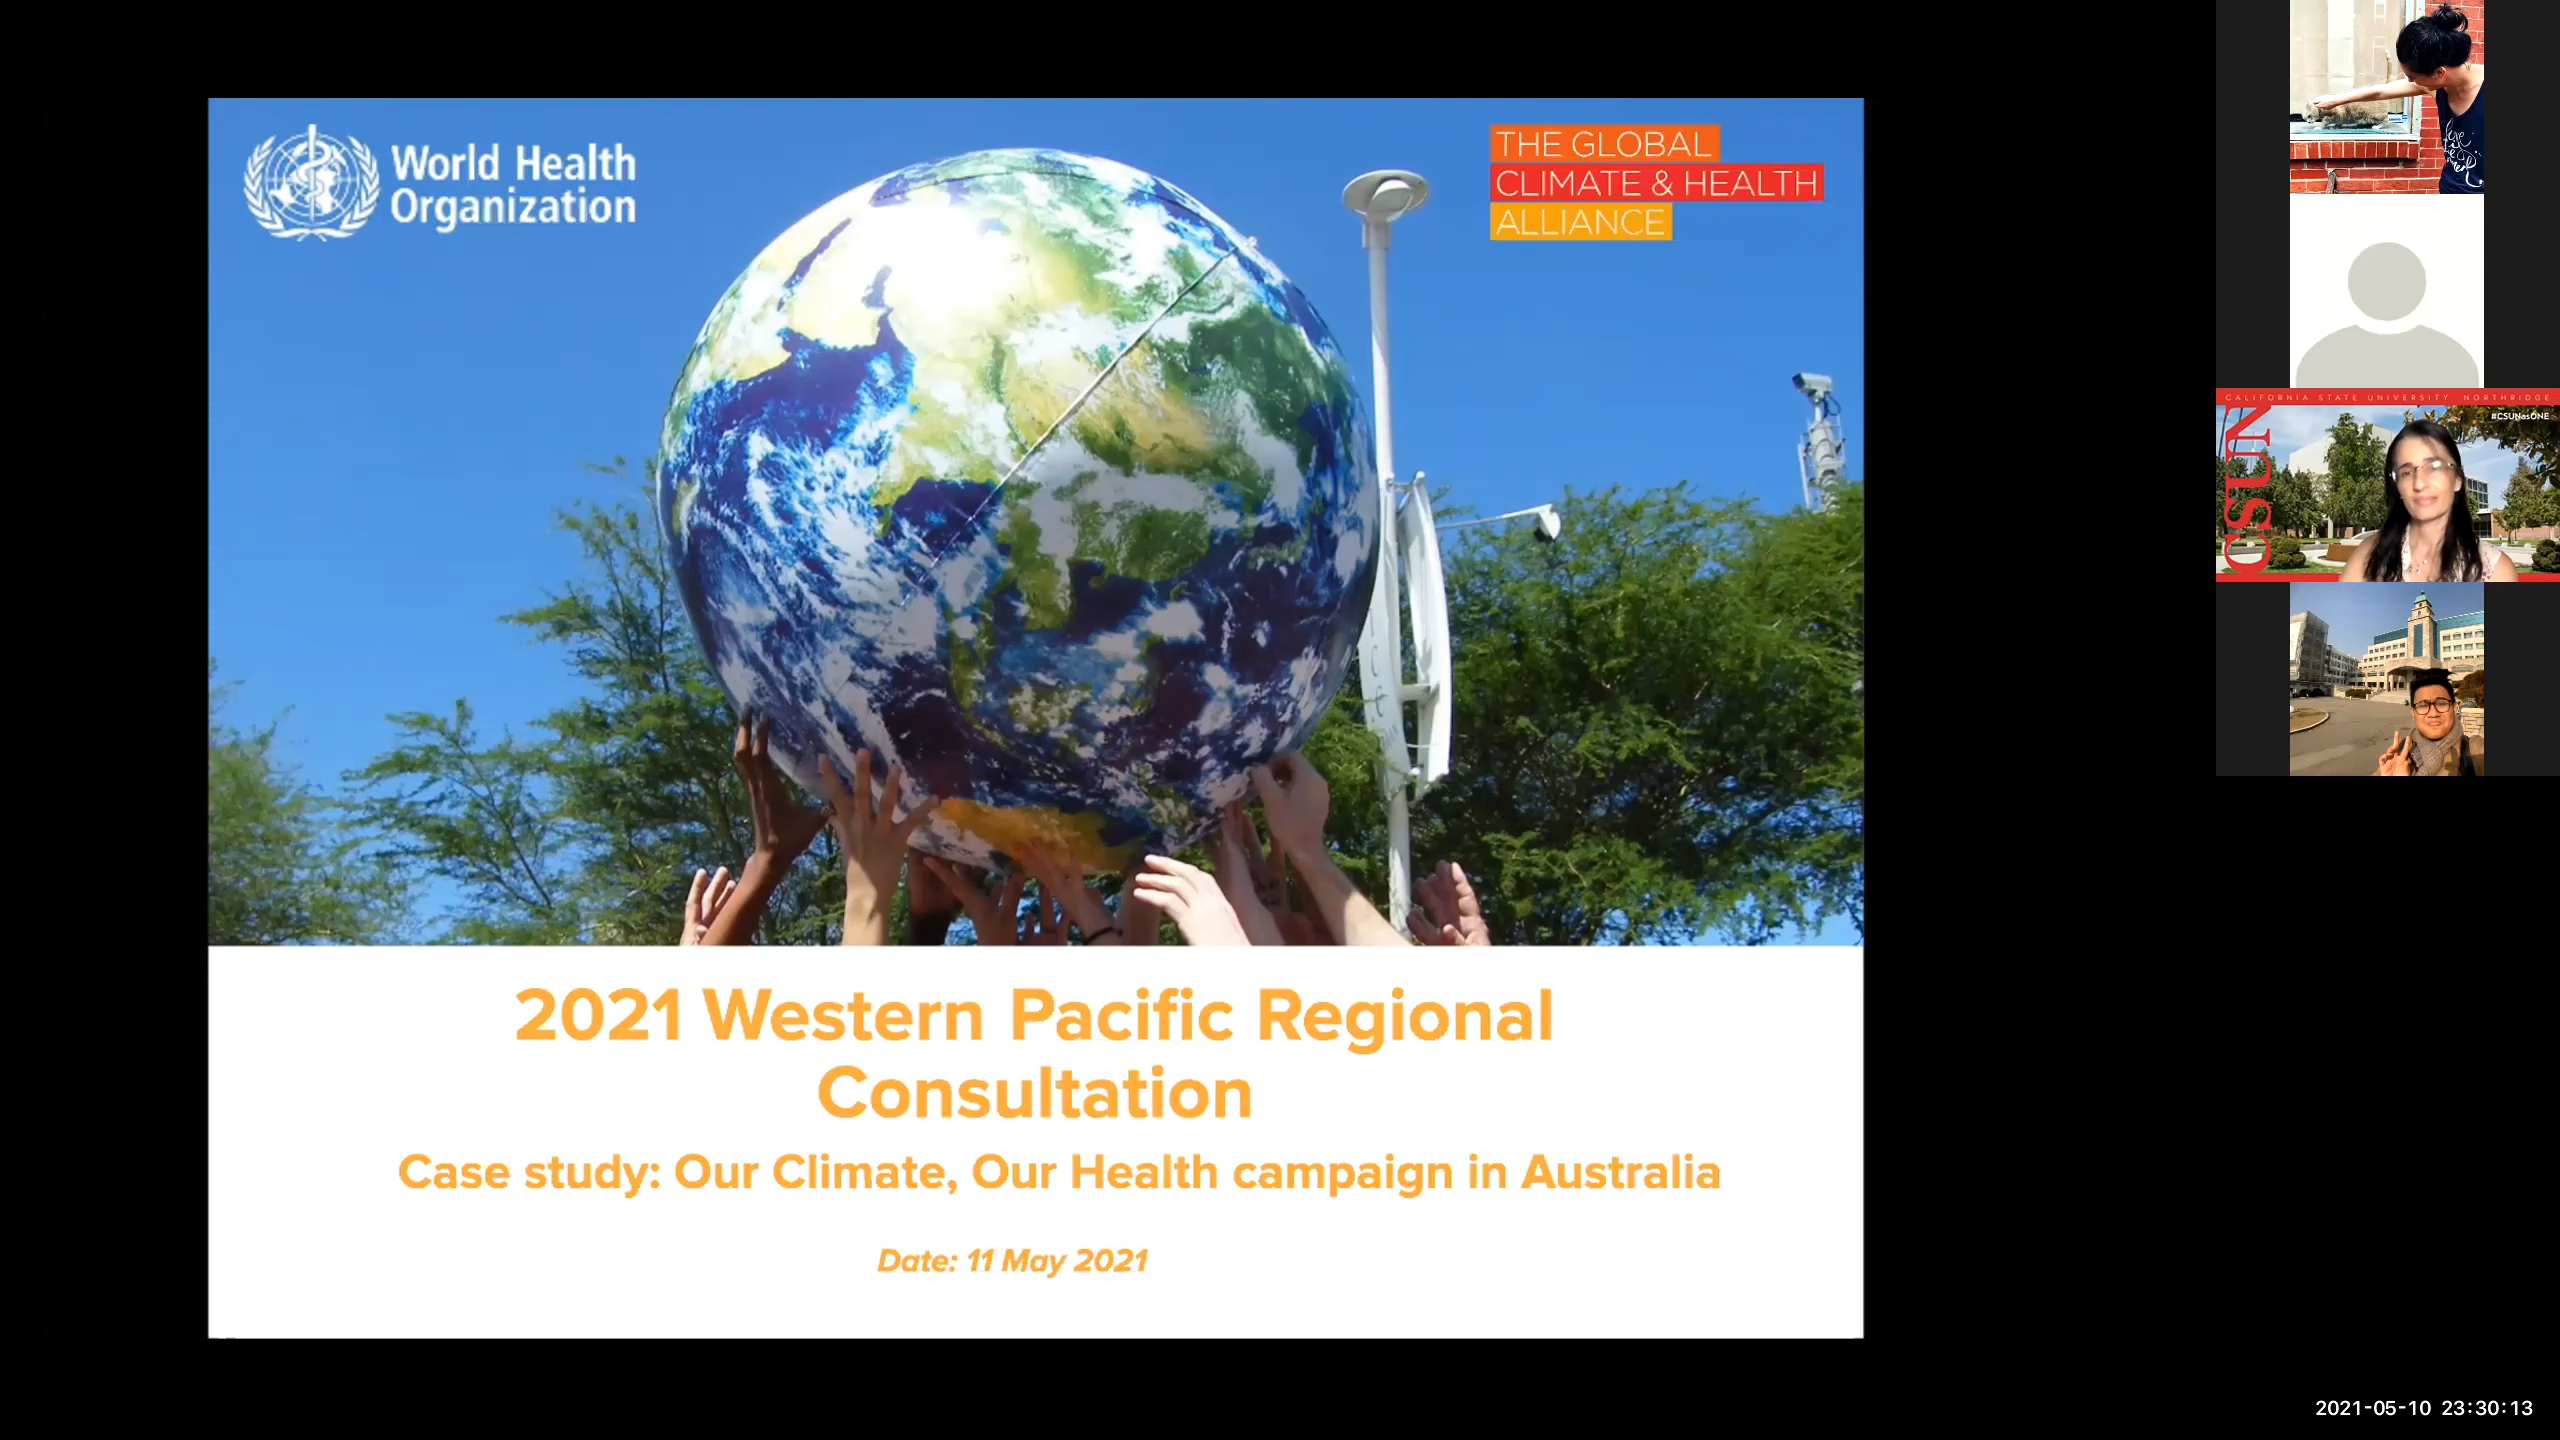 World Health
Organization
THE GLOBAL
CLIMATE & HEALTH
ALLIANCE
2021 Western Pacific Regional
Consultation
Case study: Our Climate, Our Health campaign in Australia
Date: 11 May 2021
CALIFORNIA STATE UNIVERSITY NORTHRIDGE
#CSUNasONE
CSUN
2021-05-10 23:30:13